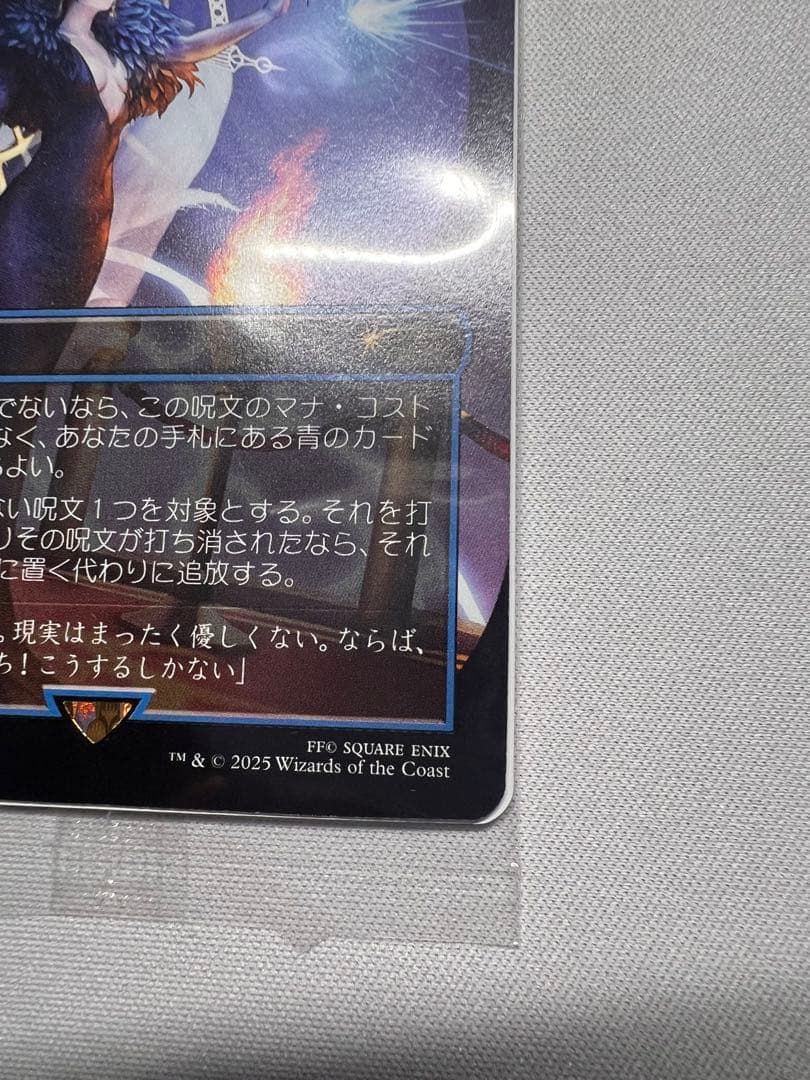 でないなら、この呪文のマナ・コスト
なく、あなたの手札にある青のカード
よい。
ない呪文1つを対象とする。それを打
りその呪文が打ち消されたなら、それ
に置く代わりに追放する。
。現実はまったく優しくない。ならば、
ち!こうするしかない」
FF© SQUARE ENIX
™ & © 2025 Wizards of the Coast